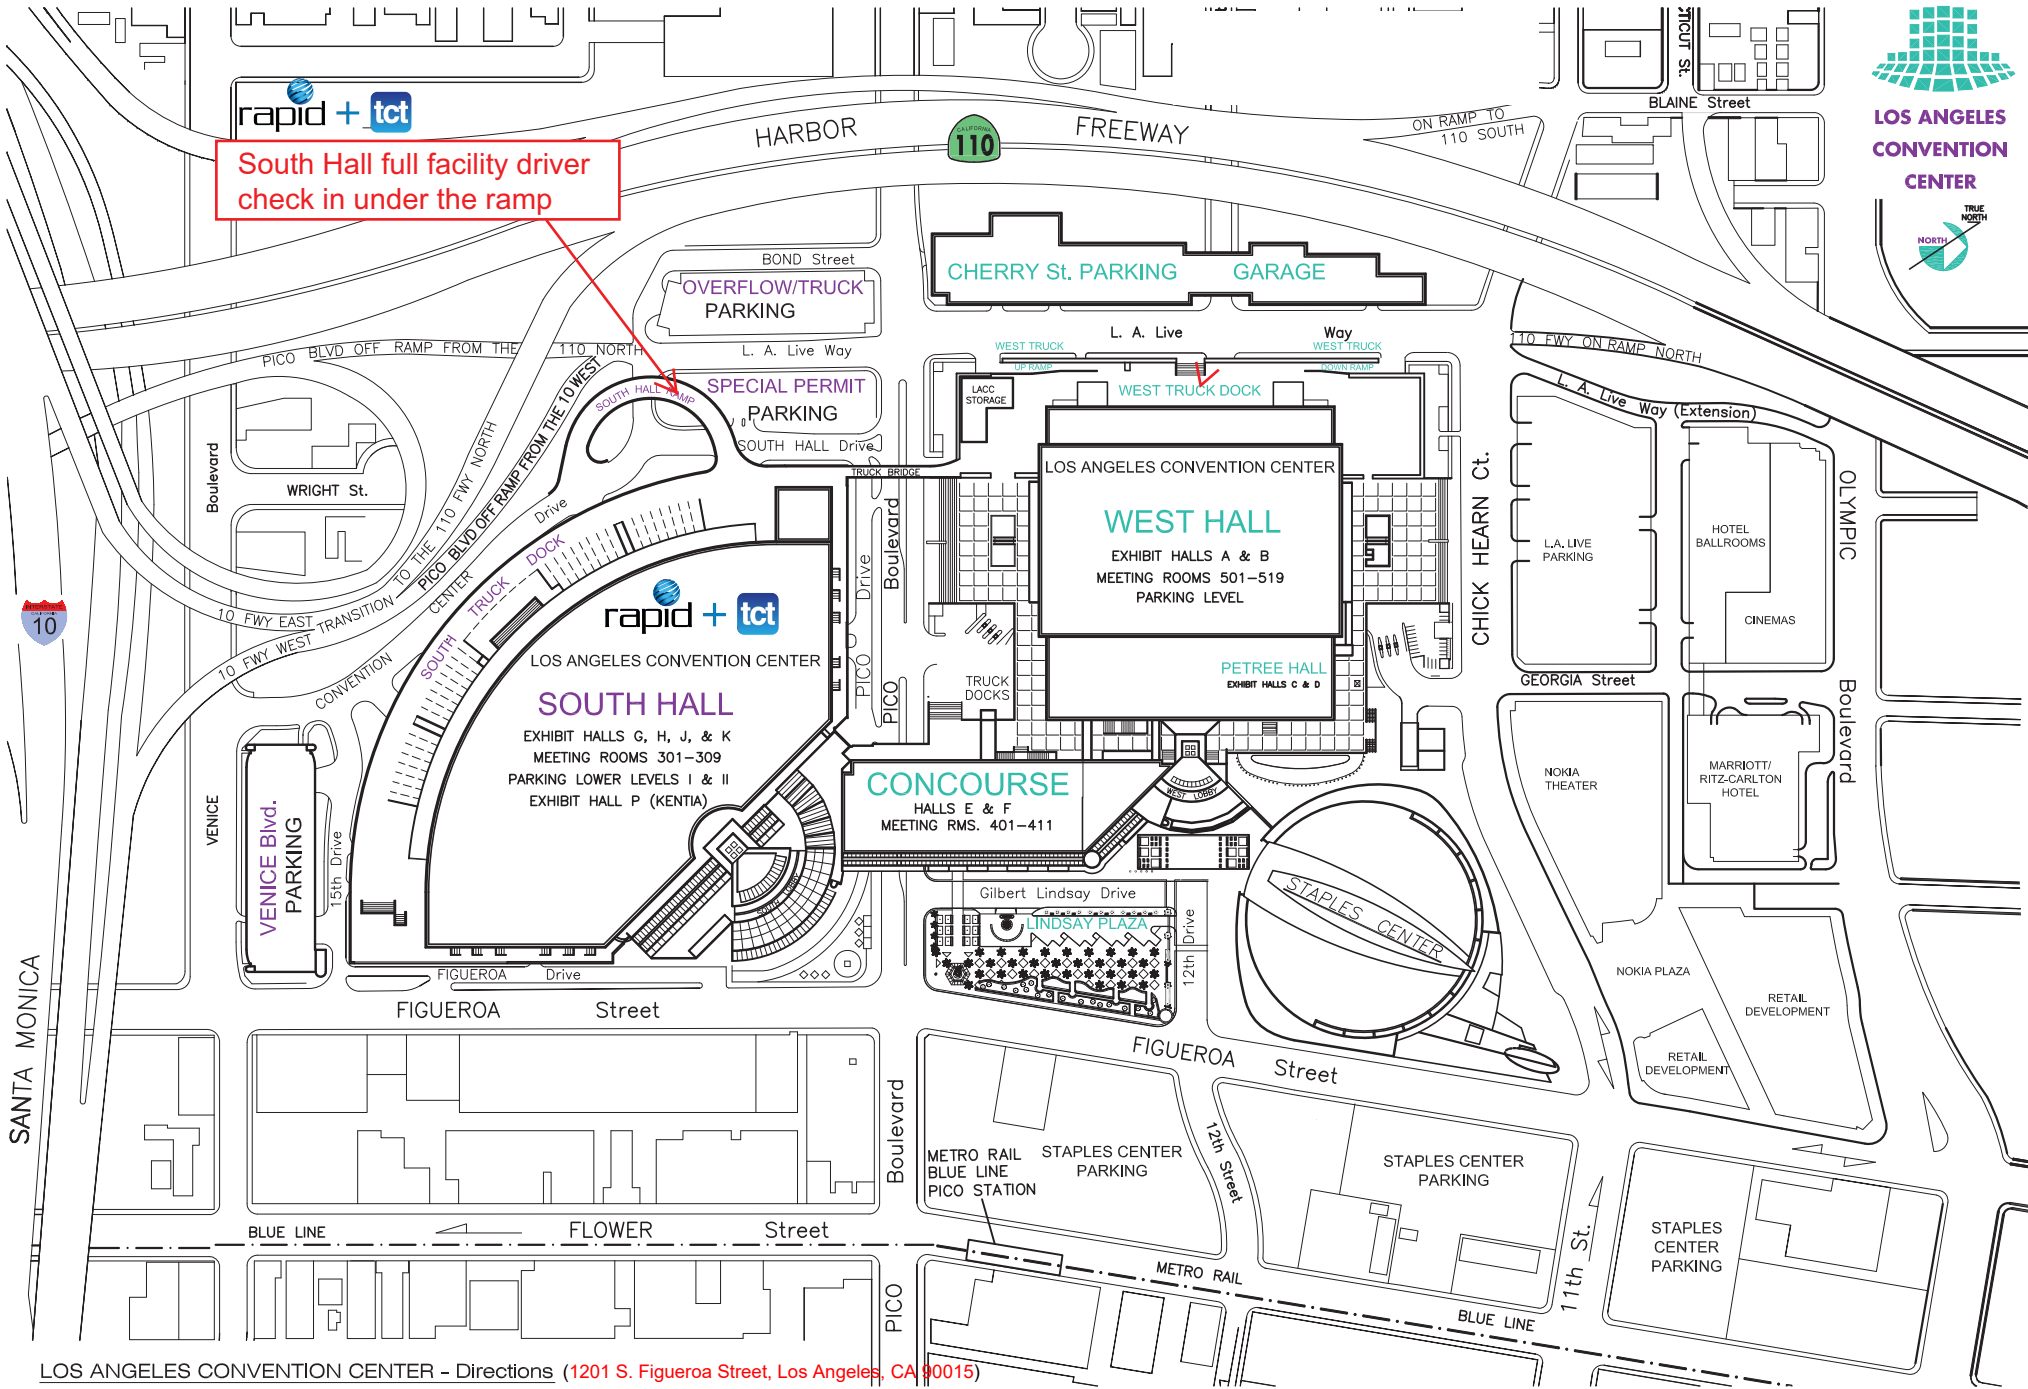 rapid + tct
South Hall full facility driver
check in under the ramp
HARBOR FREEWAY
CALIFORNIA
110
ON RAMP TO
110 SOUTH
BLAINE Street
LOS ANGELES
CONVENTION
CENTER
TRUE
NORTH
NORTH
BOND Street
OVERFLOW/TRUCK
PARKING
CHERRY St. PARKING GARAGE
L. A. Live Way
L. A. Live Way
WEST TRUCK
UP RAMP
WEST TRUCK
DOWN RAMP
WEST TRUCK DOCK
110 FWY ON RAMP NORTH
L. A. Live Way (Extension)
PICO BLVD OFF RAMP FROM THE 110 NORTH
PICO BLVD OFF RAMP FROM THE 10 WEST
TO THE 110 FWY NORTH
SOUTH HALL RAMP
SPECIAL PERMIT
PARKING
SOUTH HALL Drive
TRUCK BRIDGE
LACC
STORAGE
Boulevard
WRIGHT St.
CONVENTION CENTER Drive
10 FWY EAST
10 FWY WEST TRANSITION
INTERSTATE
CALIFORNIA
10
SOUTH TRUCK DOCK
rapid + tct
LOS ANGELES CONVENTION CENTER
SOUTH HALL
EXHIBIT HALLS G, H, J, & K
MEETING ROOMS 301-309
PARKING LOWER LEVELS I & II
EXHIBIT HALL P (KENTIA)
SOUTH LOBBY
PICO Drive
PICO Boulevard
TRUCK
DOCKS
LOS ANGELES CONVENTION CENTER
WEST HALL
EXHIBIT HALLS A & B
MEETING ROOMS 501-519
PARKING LEVEL
PETREE HALL
EXHIBIT HALLS C & D
CHICK HEARN Ct.
L.A. LIVE
PARKING
HOTEL
BALLROOMS
CINEMAS
OLYMPIC
Boulevard
GEORGIA Street
CONCOURSE
HALLS E & F
MEETING RMS. 401-411
WEST LOBBY
NOKIA
THEATER
MARRIOTT/
RITZ-CARLTON
HOTEL
VENICE
VENICE Blvd.
PARKING
15th Drive
Gilbert Lindsay Drive
LINDSAY PLAZA
12th Drive
STAPLES CENTER
NOKIA PLAZA
RETAIL
DEVELOPMENT
RETAIL
DEVELOPMENT
FIGUEROA Drive
FIGUEROA Street
FIGUEROA Street
SANTA MONICA
Boulevard
METRO RAIL
BLUE LINE
PICO STATION
STAPLES CENTER
PARKING
12th Street
STAPLES CENTER
PARKING
11th St.
STAPLES
CENTER
PARKING
BLUE LINE
FLOWER Street
METRO RAIL
BLUE LINE
PICO
LOS ANGELES CONVENTION CENTER - Directions (1201 S. Figueroa Street, Los Angeles, CA 90015)